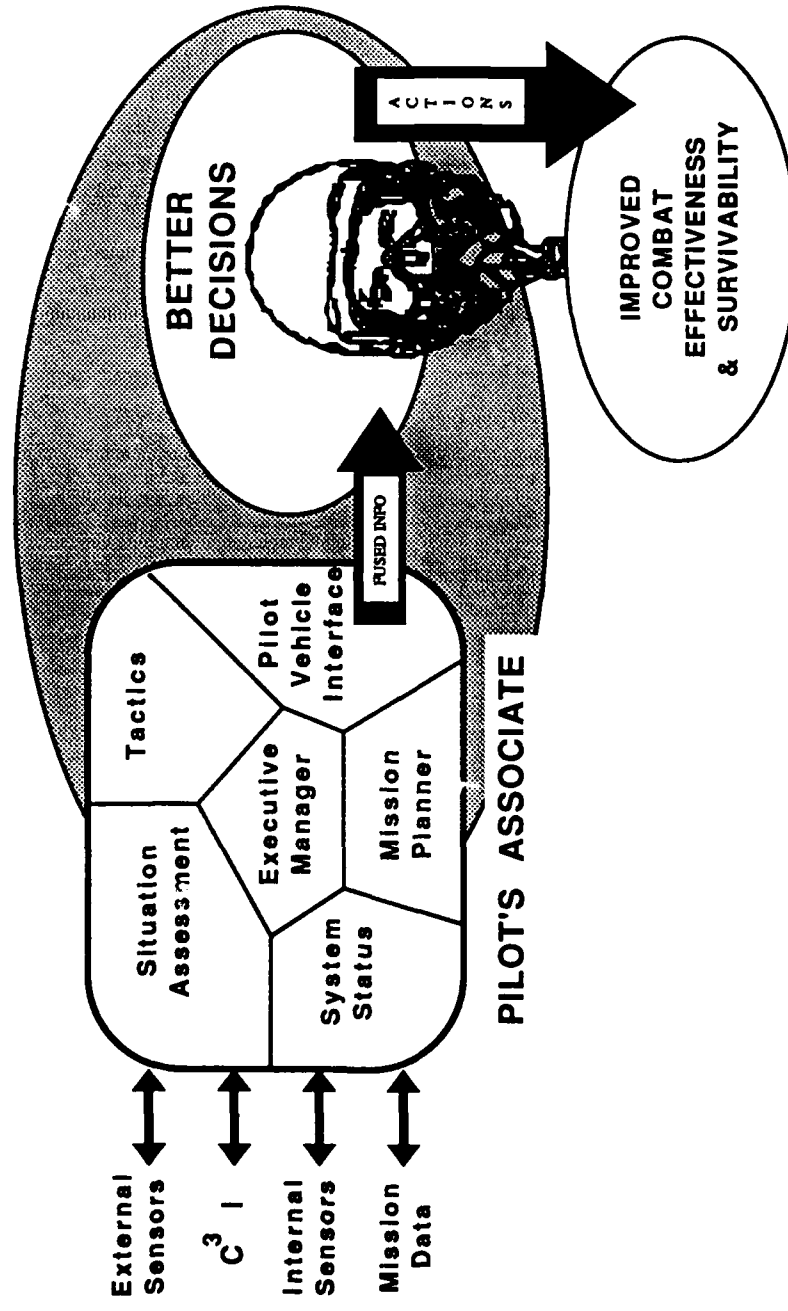 External
Sensors
C³ I
Internal
Sensors
Mission
Data
Situation
Assessment
Tactics
Executive
Manager
System
Status
Mission
Planner
Pilot
Vehicle
Interface
PILOT'S ASSOCIATE
FUSED INFO
BETTER
DECISIONS
ACTIONS
IMPROVED
COMBAT
EFFECTIVENESS
& SURVIVABILITY